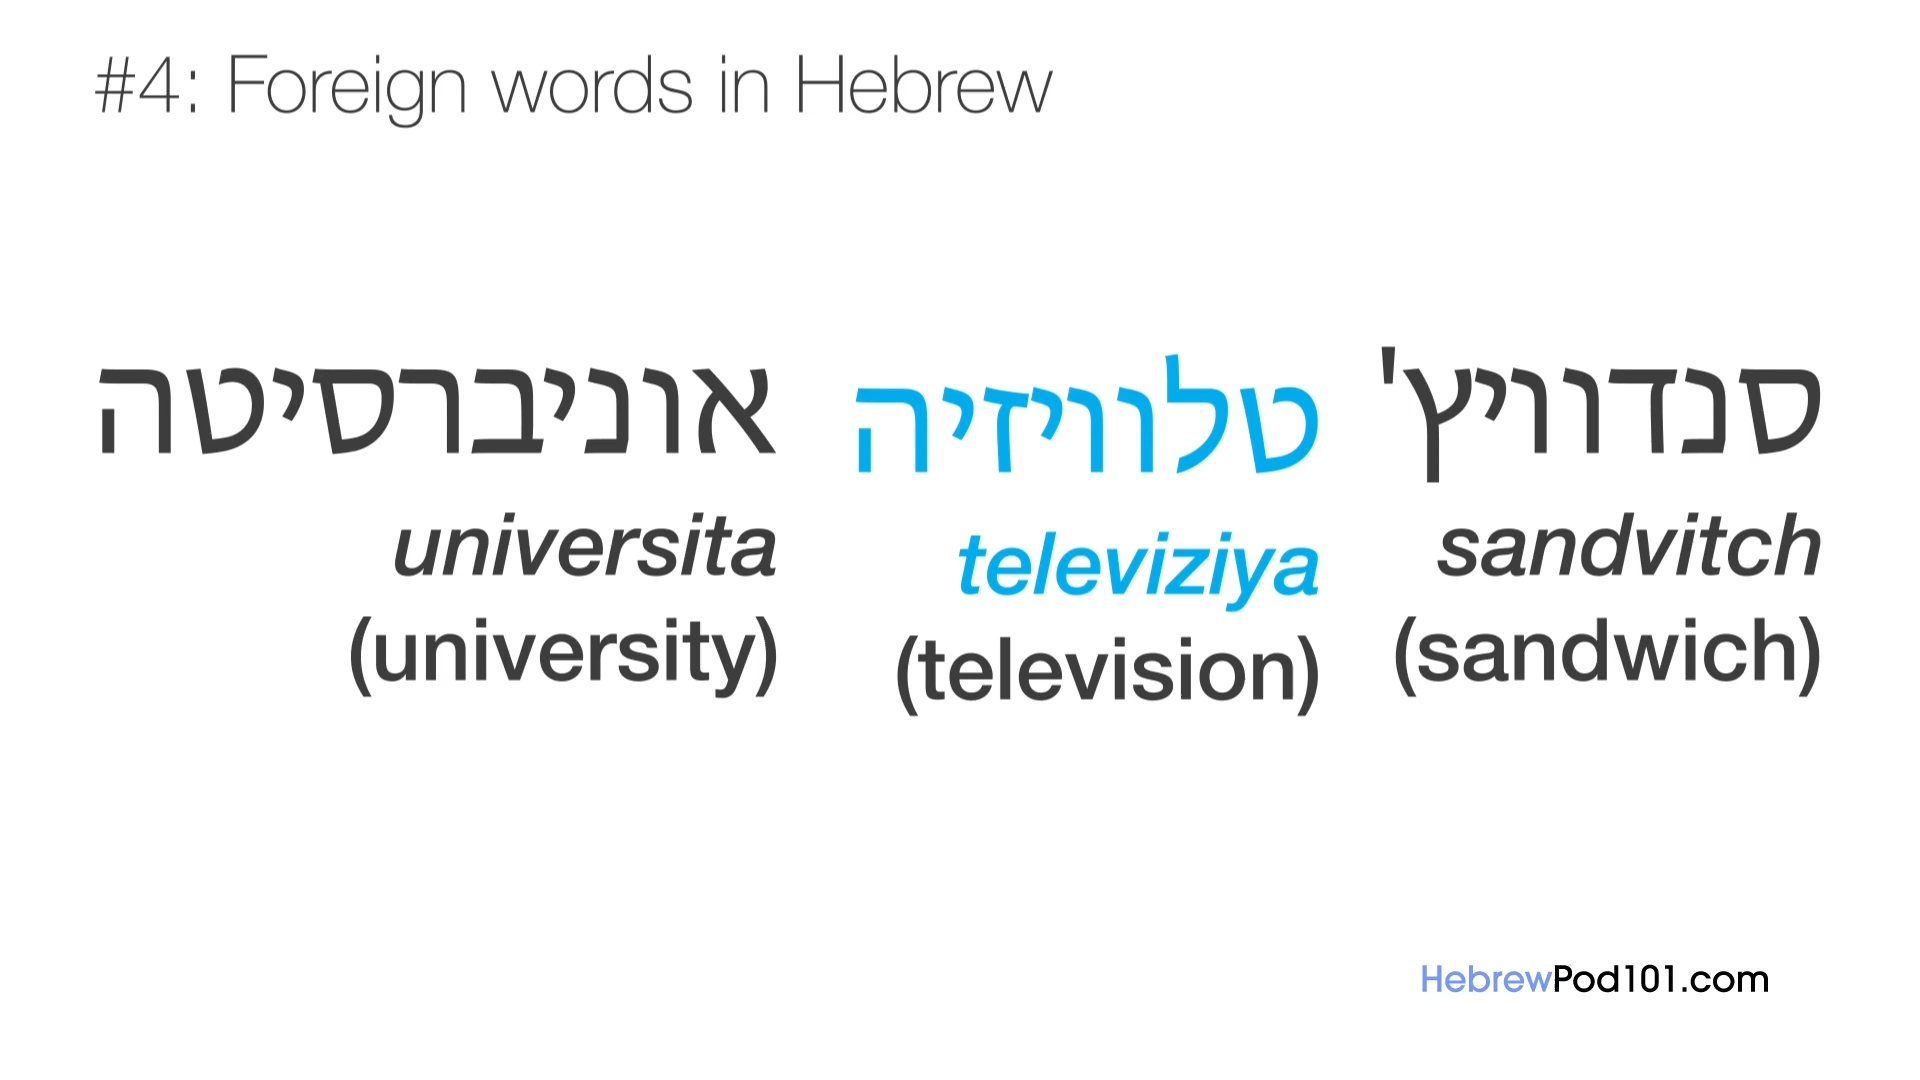 #4: Foreign words in Hebrew
סנדוויץ'
sandvitch
(sandwich)
טלוויזיה
televiziya
(television)
אוניברסיטה
universita
(university)
HebrewPod101.com